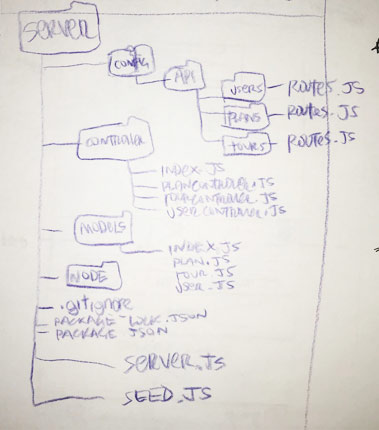 SERVER
CONFIG
API
USERS
ROUTES.JS
PLANS
ROUTES.JS
TOURS
ROUTES.JS
CONTROLLER
INDEX.JS
PLANCONTROLLER.JS
TOURCONTROLLER.JS
USERCONTROLLER.JS
MODELS
INDEX.JS
PLAN.JS
TOUR.JS
USER.JS
NODE
.gitignore
PACKAGE-LOCK.JSON
PACKAGE.JSON
SERVER.JS
SEED.JS